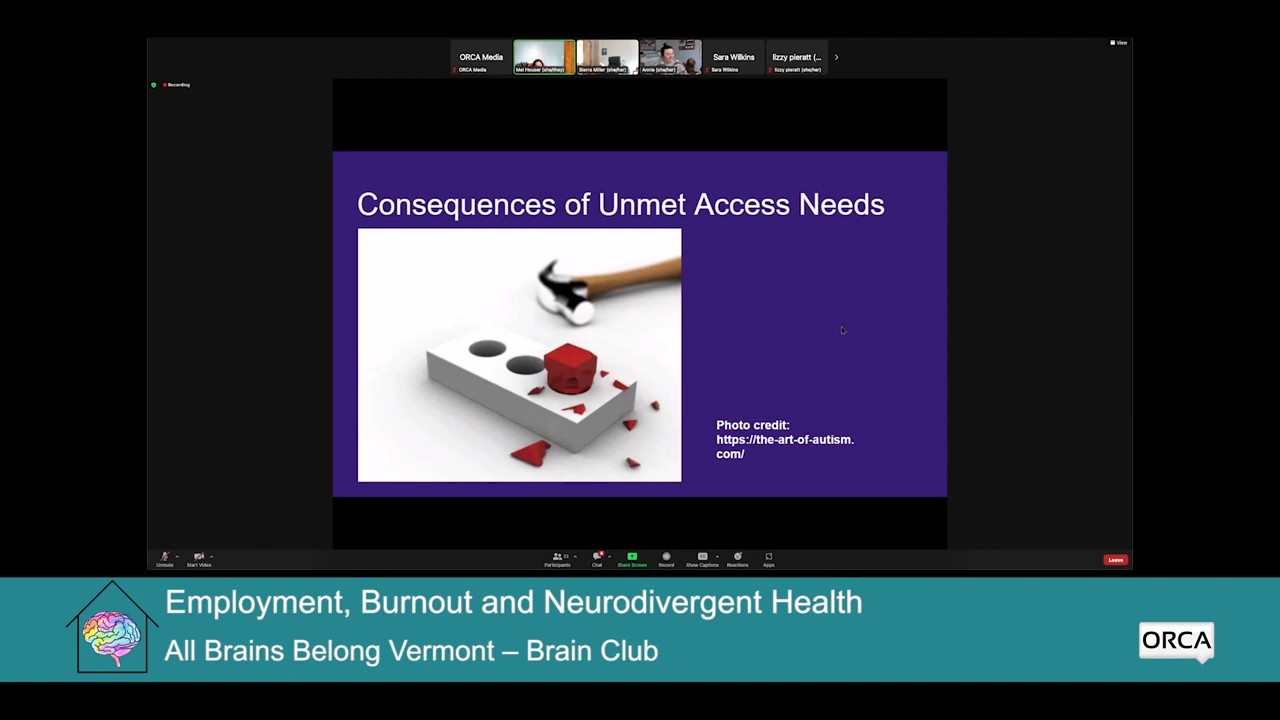 View
ORCA Media
Sara Wilkins
lizzy pieratt (...
ORCA Media
Mel Houser (she/they)
Sierra Miller (she/her)
Annie (she/her)
Sara Wilkins
lizzy pieratt (she/her)
Recording
Consequences of Unmet Access Needs
Photo credit:
https://the-art-of-autism.
com/
Unmute
Start Video
Participants
Chat
Share Screen
Record
Show Captions
Reactions
Apps
Leave
Employment, Burnout and Neurodivergent Health
All Brains Belong Vermont – Brain Club
ORCA